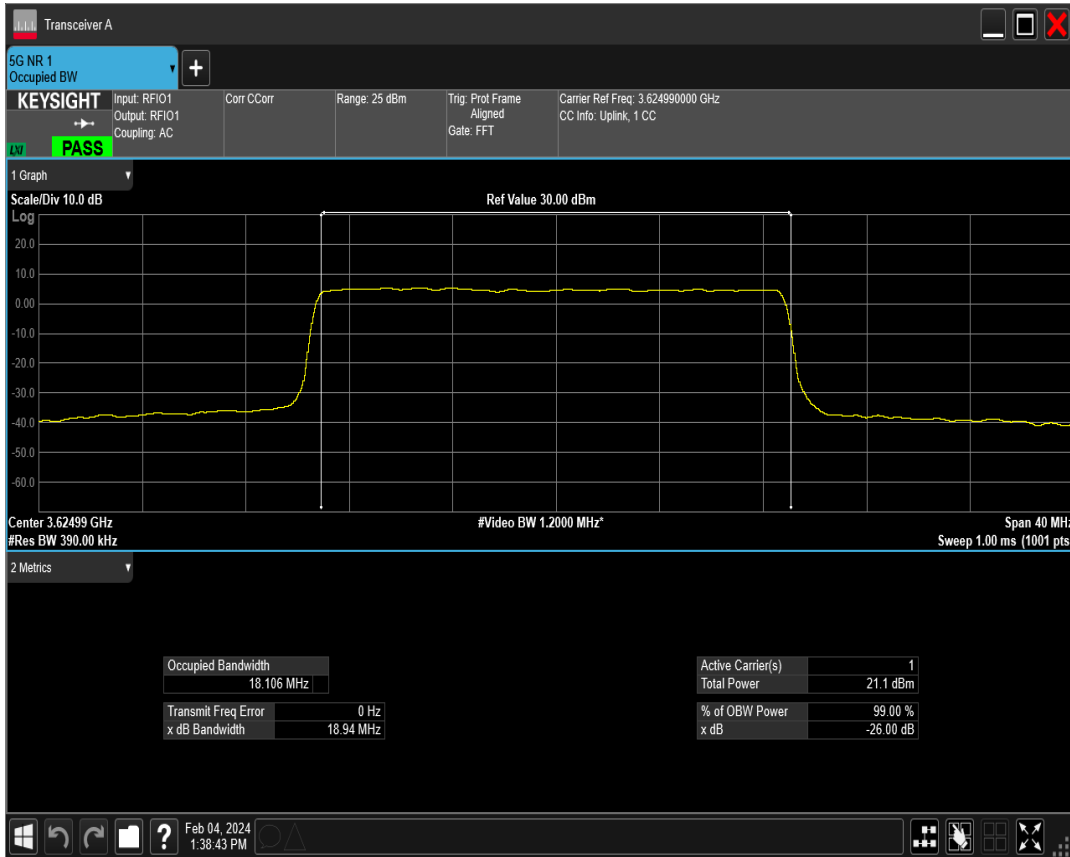 Transceiver A
5G NR 1
Occupied BW
+
KEYSIGHT
LXI
PASS
Input: RFIO1
Output: RFIO1
Coupling: AC
Corr CCorr
Range: 25 dBm
Trig: Prot Frame
Aligned
Gate: FFT
Carrier Ref Freq: 3.624990000 GHz
CC Info: Uplink, 1 CC
1 Graph
Scale/Div 10.0 dB
Ref Value 30.00 dBm
Log
20.0
10.0
0.00
-10.0
-20.0
-30.0
-40.0
-50.0
-60.0
Center 3.62499 GHz
#Video BW 1.2000 MHz*
Span 40 MHz
#Res BW 390.00 kHz
Sweep 1.00 ms (1001 pts
2 Metrics
Occupied Bandwidth
18.106 MHz
Transmit Freq Error 0 Hz
x dB Bandwidth 18.94 MHz
Active Carrier(s) 1
Total Power 21.1 dBm
% of OBW Power 99.00 %
x dB -26.00 dB
?
Feb 04, 2024
1:38:43 PM